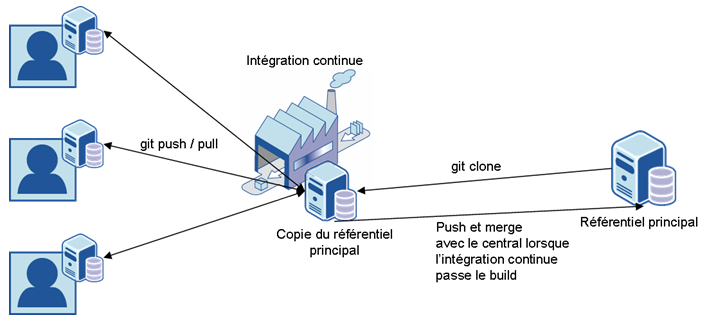 Intégration continue
git push / pull
git clone
Copie du référentiel
principal
Push et merge
avec le central lorsque
l'intégration continue
passe le build
Référentiel principal